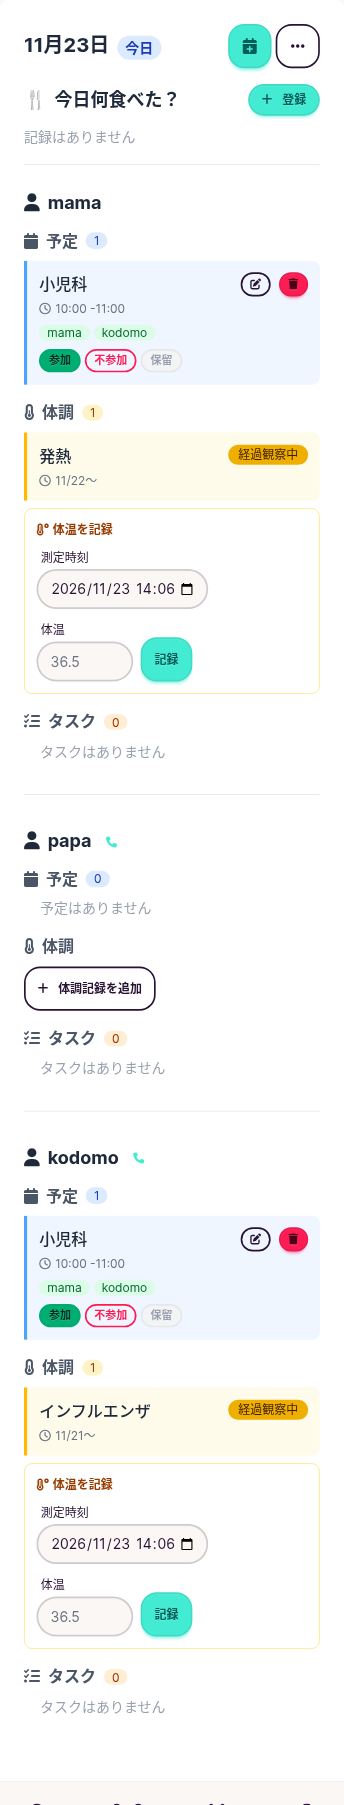 11月23日 今日
今日何食べた？ + 登録
記録はありません
mama
予定 1
小児科
10:00 -11:00
mama kodomo
参加 不参加 保留
体調 1
発熱 経過観察中
11/22〜
体温を記録
測定時刻
2026/11/23 14:06
体温
36.5 記録
タスク 0
タスクはありません
papa
予定 0
予定はありません
体調
+ 体調記録を追加
タスク 0
タスクはありません
kodomo
予定 1
小児科
10:00 -11:00
mama kodomo
参加 不参加 保留
体調 1
インフルエンザ 経過観察中
11/21〜
体温を記録
測定時刻
2026/11/23 14:06
体温
36.5 記録
タスク 0
タスクはありません